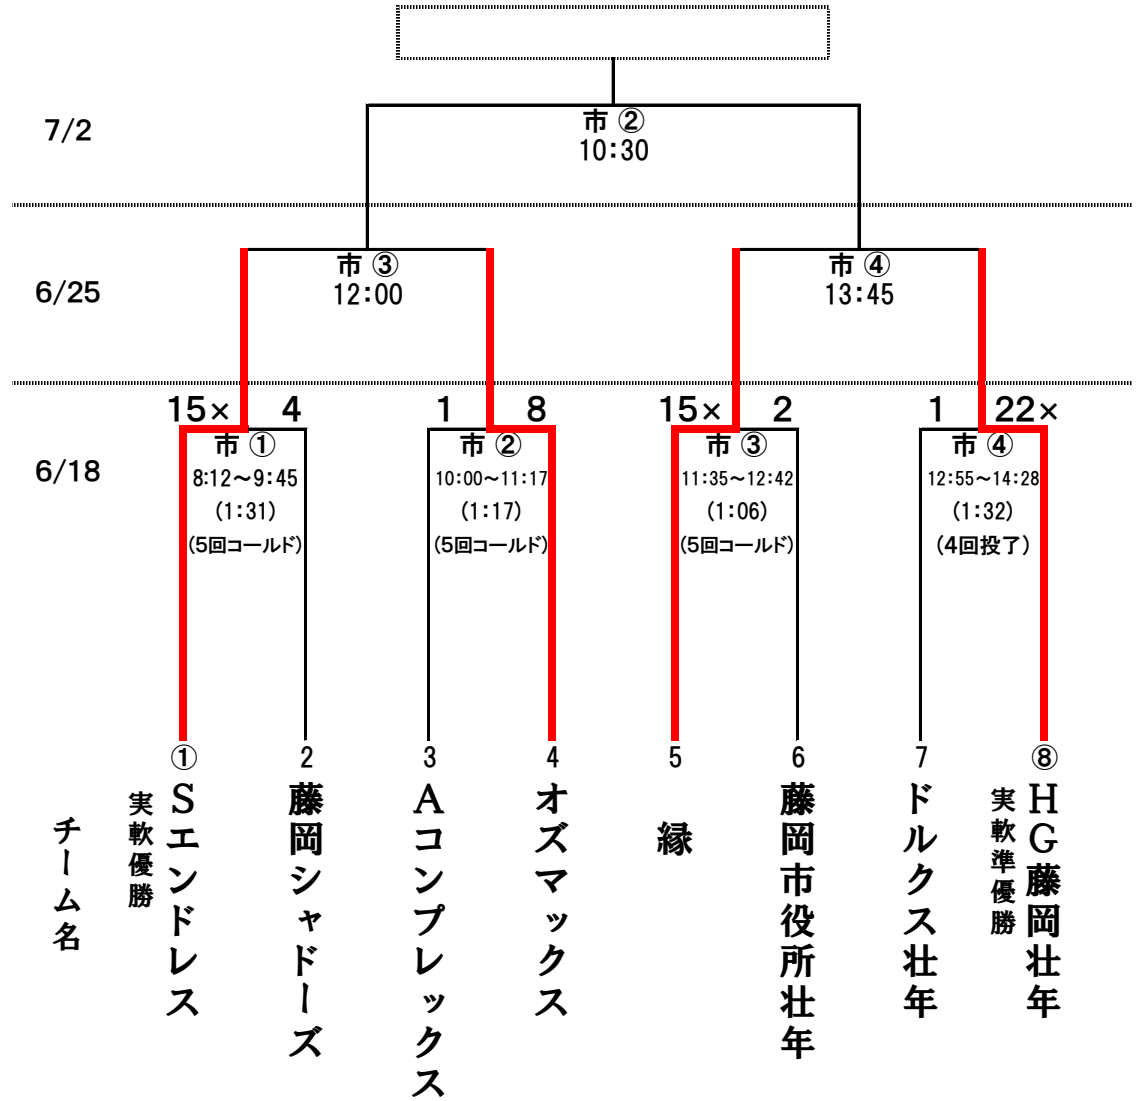 7/2
市 ②
10:30
6/25
市 ③
12:00
市 ④
13:45
6/18
15× 4
市 ①
8:12～9:45
(1:31)
(5回コールド)
1 8
市 ②
10:00～11:17
(1:17)
(5回コールド)
15× 2
市 ③
11:35～12:42
(1:06)
(5回コールド)
1 22×
市 ④
12:55～14:28
(1:32)
(4回投了)
チーム名
①
Sエンドレス
実軟優勝
2
藤岡シャドーズ
3
Aコンプレックス
4
オズマックス
5
縁
6
藤岡市役所壮年
7
ドルクス壮年
⑧
HG藤岡壮年
実軟準優勝